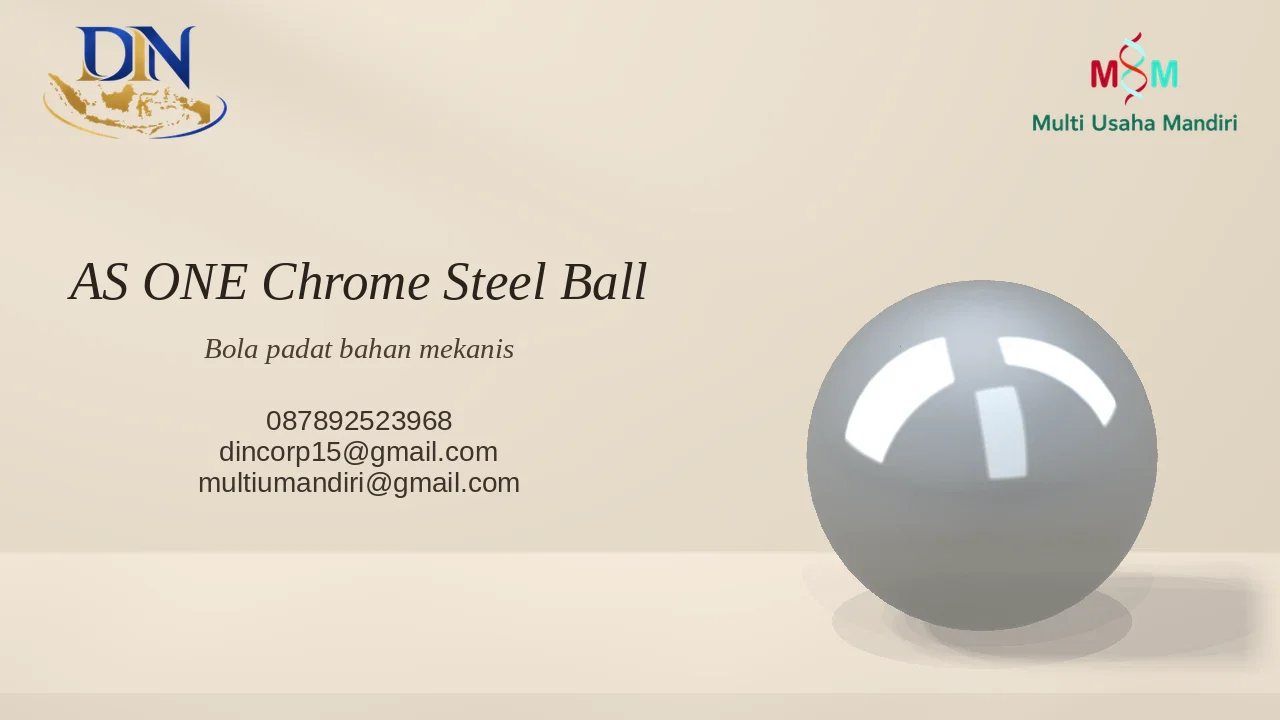 DN
M M
Multi Usaha Mandiri
AS ONE Chrome Steel Ball
Bola padat bahan mekanis
087892523968
dincorp15@gmail.com
multiumandiri@gmail.com